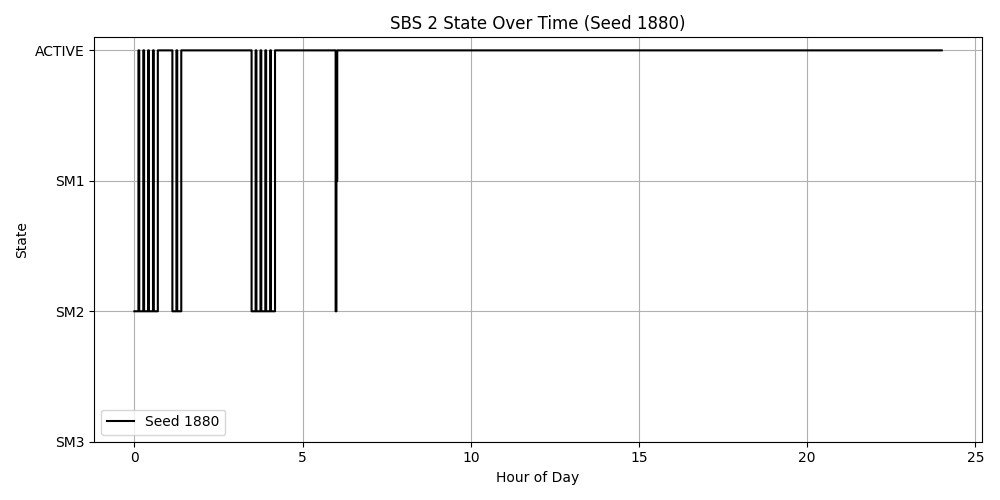 SBS 2 State Over Time (Seed 1880)
ACTIVE
SM1
SM2
SM3
State
Seed 1880
0 5 10 15 20 25
Hour of Day